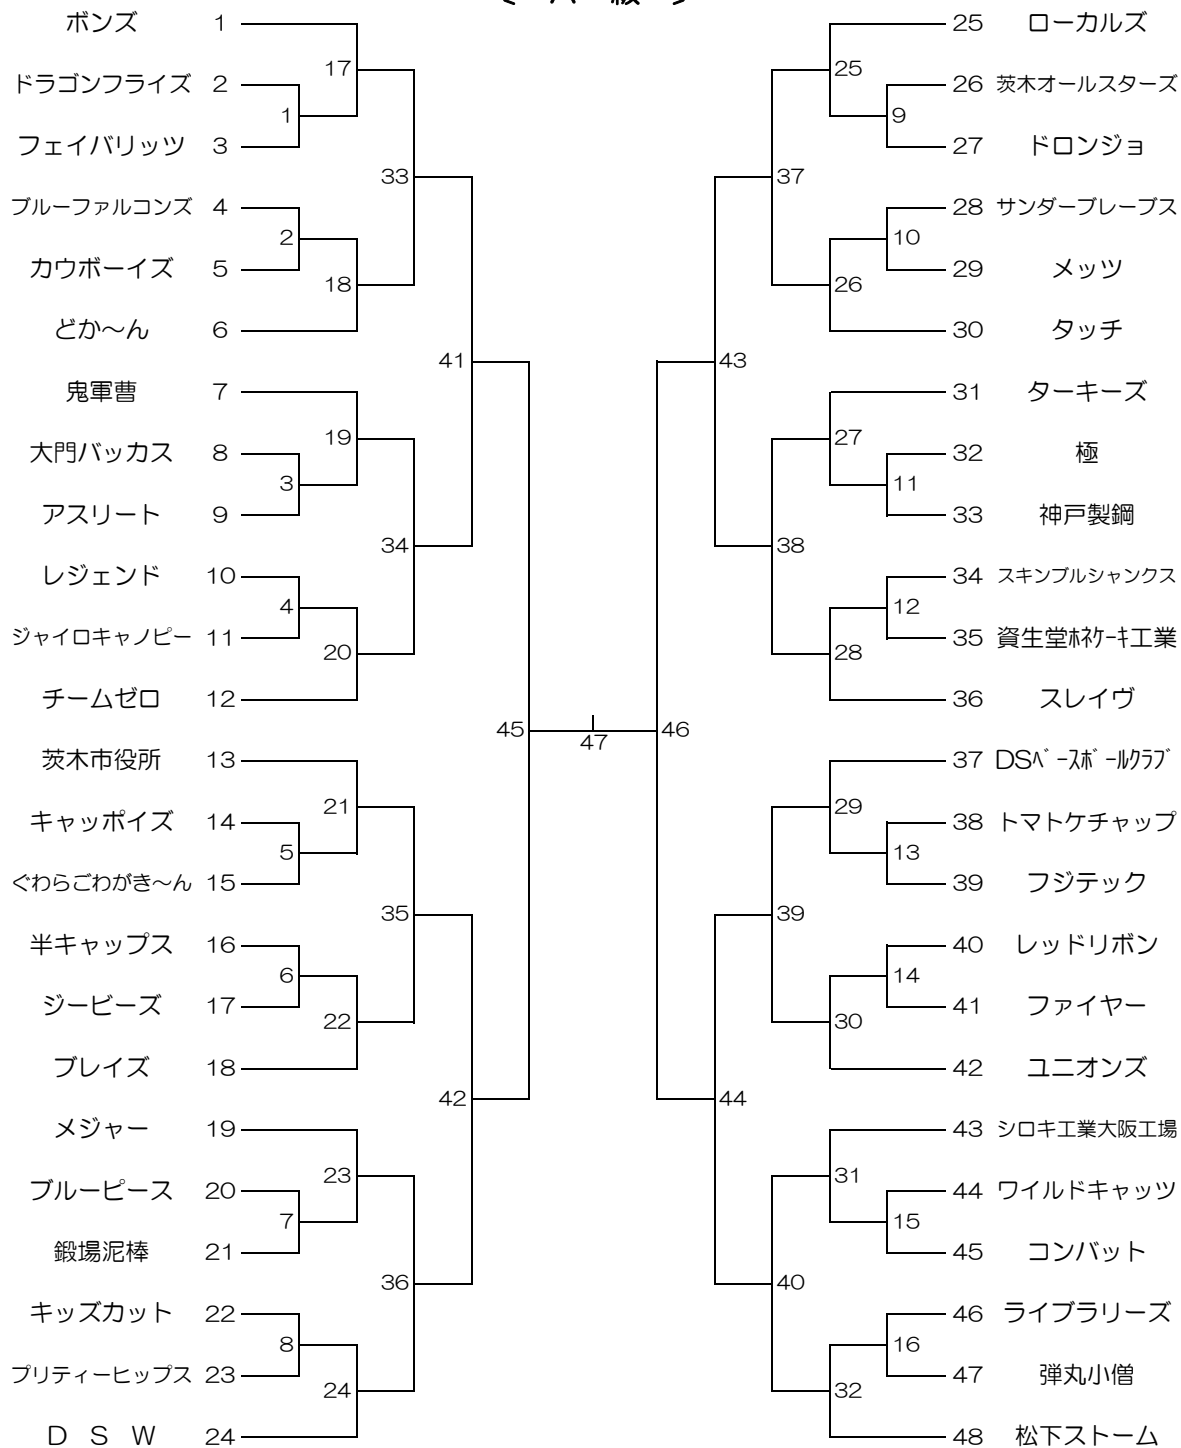 ボンズ 1
ドラゴンフライズ 2
フェイバリッツ 3
ブルーファルコンズ 4
カウボーイズ 5
どか～ん 6
鬼軍曹 7
大門バッカス 8
アスリート 9
レジェンド 10
ジャイロキャノピー 11
チームゼロ 12
茨木市役所 13
キャッポイズ 14
ぐわらごわがき～ん 15
半キャップス 16
ジービーズ 17
ブレイズ 18
メジャー 19
ブルーピース 20
鍛場泥棒 21
キッズカット 22
プリティーヒップス 23
D S W 24
1
2
3
4
5
6
7
8
17
18
19
20
21
22
23
24
33
34
35
36
41
42
45
47
46
43
44
37
38
39
40
25
26
27
28
29
30
31
32
9
10
11
12
13
14
15
16
25 ローカルズ
26 茨木オールスターズ
27 ドロンジョ
28 サンダーブレーブス
29 メッツ
30 タッチ
31 ターキーズ
32 極
33 神戸製鋼
34 スキンブルシャンクス
35 資生堂ﾎﾈｹｰｷ工業
36 スレイヴ
37 DSﾍﾞｰｽﾎﾞｰﾙｸﾗﾌﾞ
38 トマトケチャップ
39 フジテック
40 レッドリボン
41 ファイヤー
42 ユニオンズ
43 シロキ工業大阪工場
44 ワイルドキャッツ
45 コンバット
46 ライブラリーズ
47 弾丸小僧
48 松下ストーム